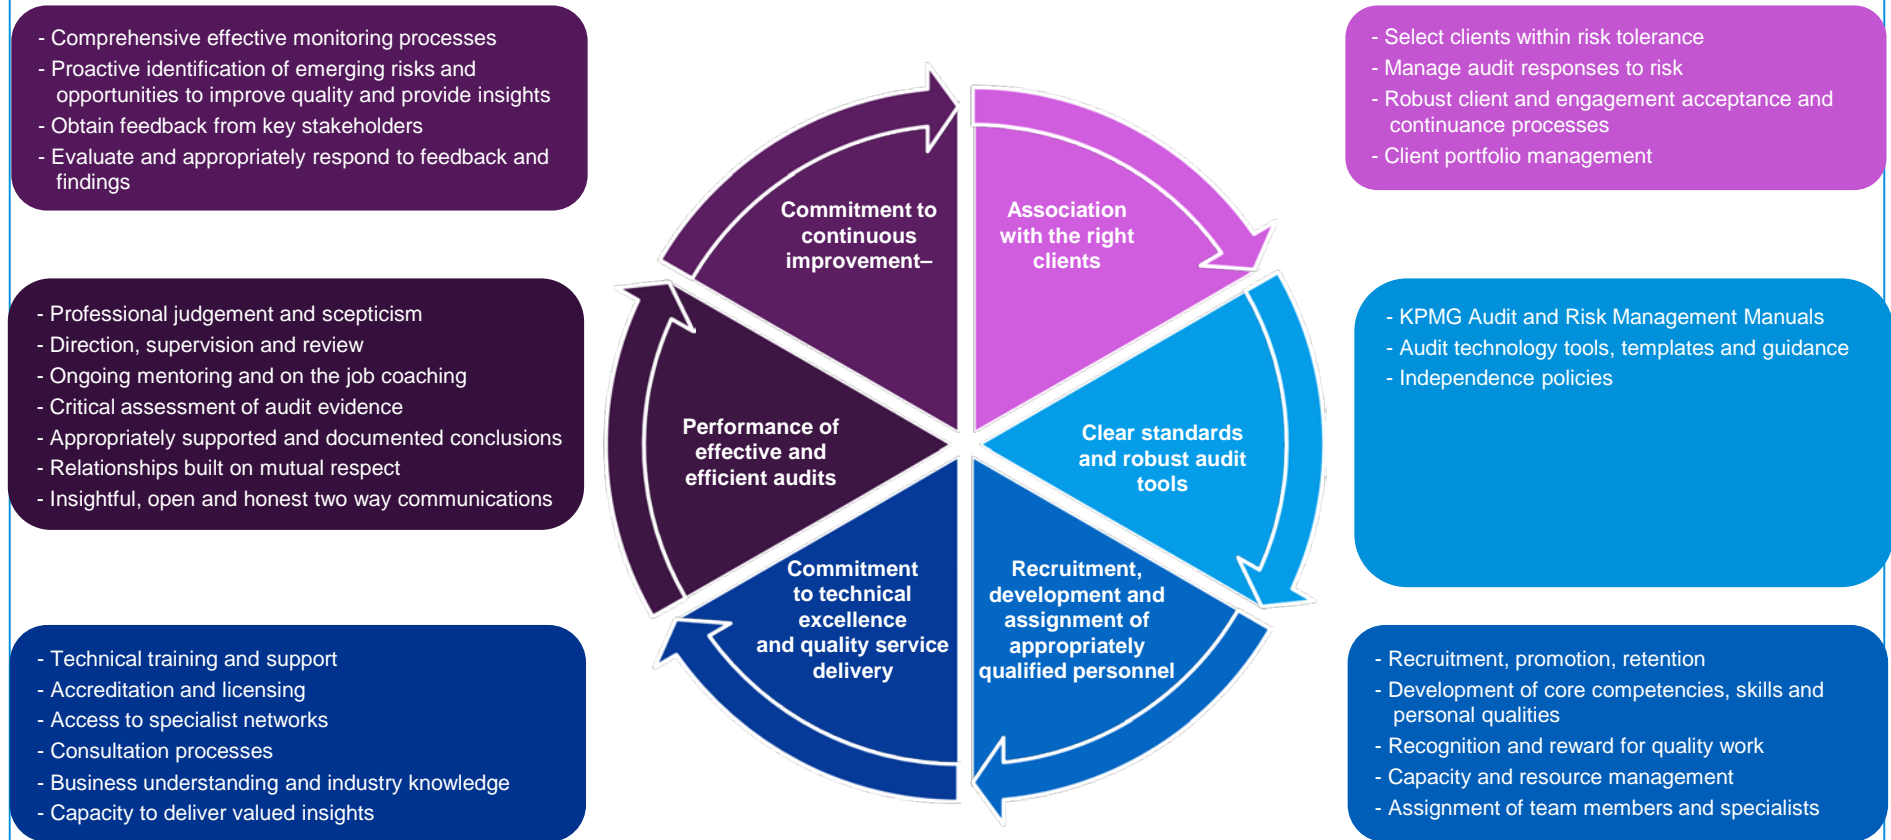 - Comprehensive effective monitoring processes
- Proactive identification of emerging risks and
opportunities to improve quality and provide insights
- Obtain feedback from key stakeholders
- Evaluate and appropriately respond to feedback and
findings
- Select clients within risk tolerance
- Manage audit responses to risk
- Robust client and engagement acceptance and
continuance processes
- Client portfolio management
Commitment to
continuous
improvement–
Association
with the right
clients
- Professional judgement and scepticism
- Direction, supervision and review
- Ongoing mentoring and on the job coaching
- Critical assessment of audit evidence
- Appropriately supported and documented conclusions
- Relationships built on mutual respect
- Insightful, open and honest two way communications
Performance of
effective and
efficient audits
Clear standards
and robust audit
tools
- KPMG Audit and Risk Management Manuals
- Audit technology tools, templates and guidance
- Independence policies
Commitment
to technical
excellence
and quality service
delivery
Recruitment,
development and
assignment of
appropriately
qualified personnel
- Technical training and support
- Accreditation and licensing
- Access to specialist networks
- Consultation processes
- Business understanding and industry knowledge
- Capacity to deliver valued insights
- Recruitment, promotion, retention
- Development of core competencies, skills and
personal qualities
- Recognition and reward for quality work
- Capacity and resource management
- Assignment of team members and specialists